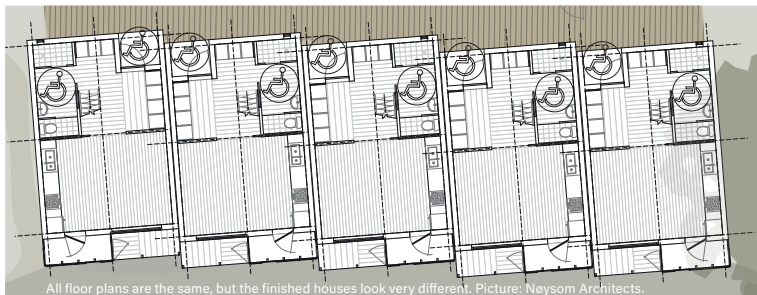 All floor plans are the same, but the finished houses look very different. Picture: Nøysom Architects.